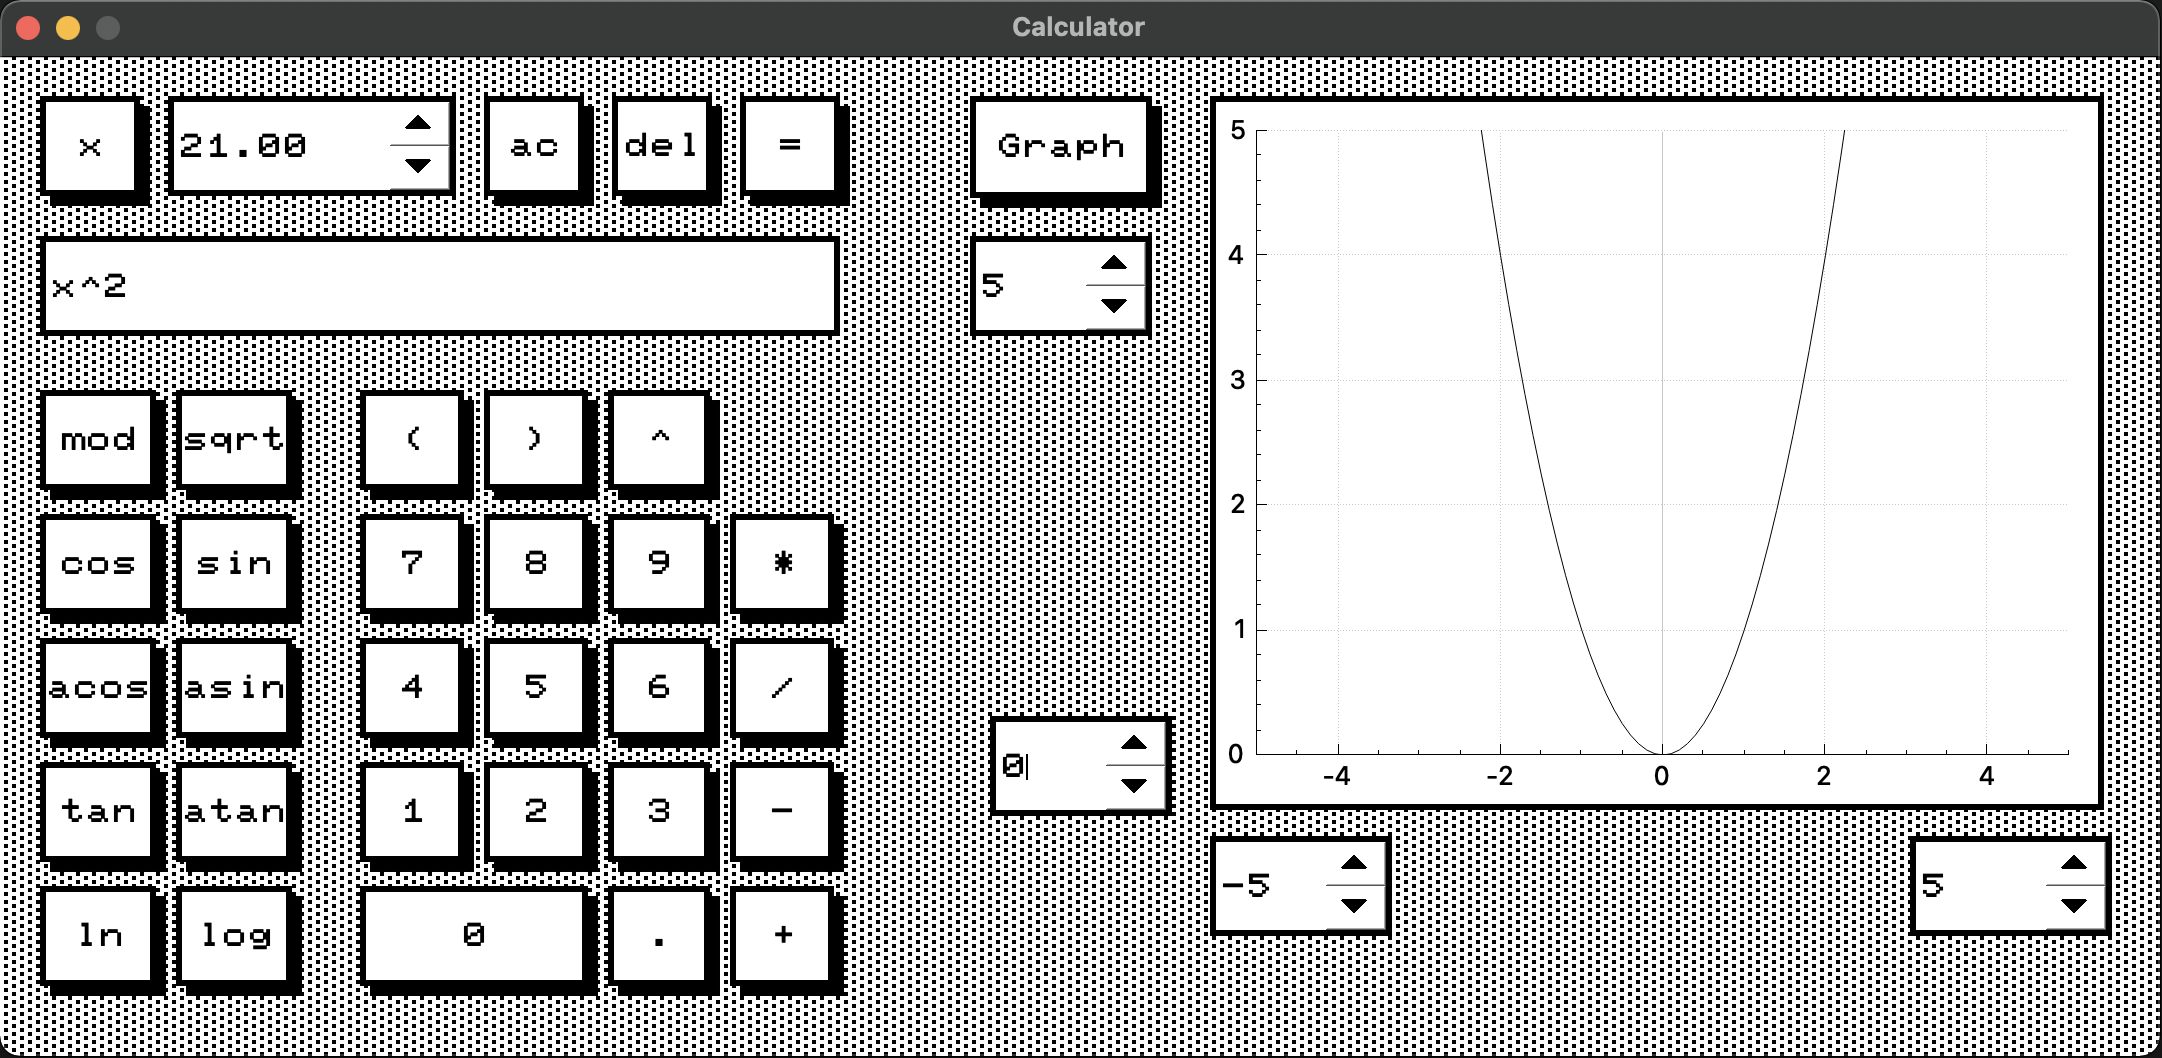 Calculator
x 21.00 ac del = Graph
x^2 5
mod sqrt ( ) ^
cos sin 7 8 9 *
acos asin 4 5 6 /
tan atan 1 2 3 -
ln log 0 . +
0
5
4
3
2
1
0
-4 -2 0 2 4
-5 5